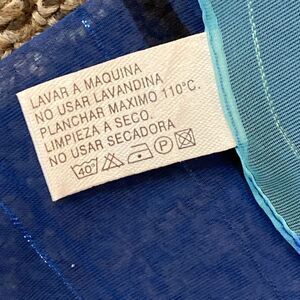 LAVAR A MAQUINA
NO USAR LAVANDINA
PLANCHAR MAXIMO 110°C.
LIMPIEZA A SECO.
NO USAR SECADORA
40° P